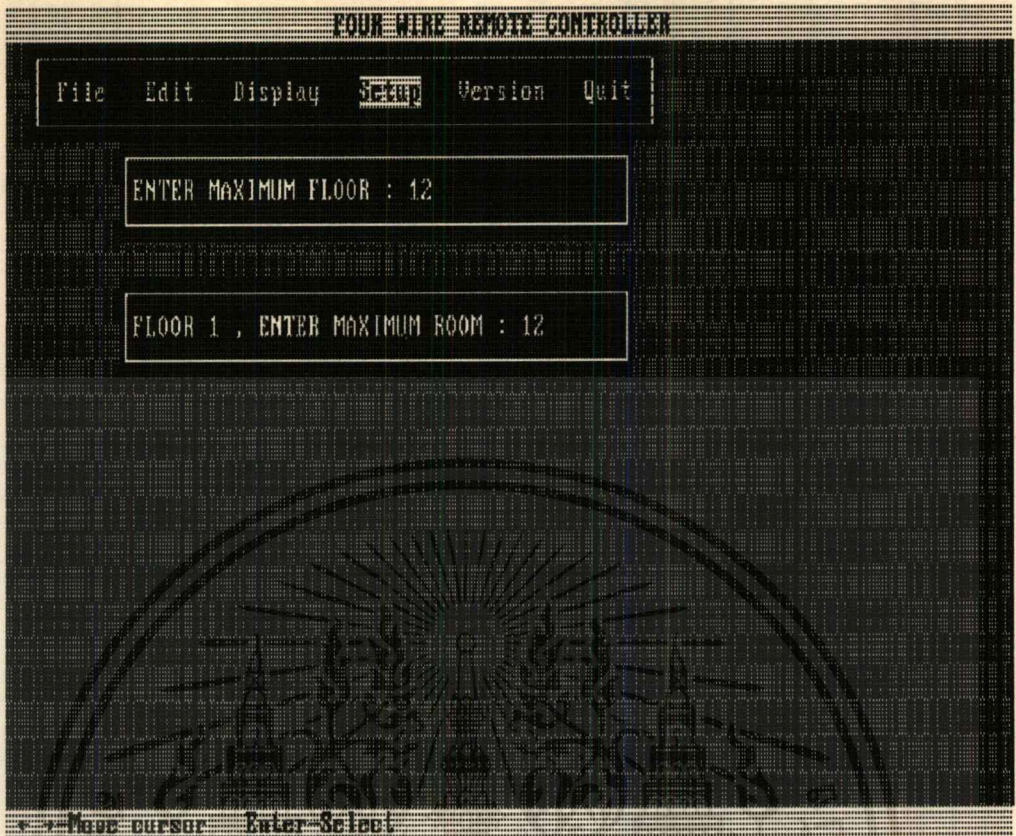 FOUR WIRE REMOTE CONTROLLER
File Edit Display Setup Version Quit
ENTER MAXIMUM FLOOR : 12
FLOOR 1 , ENTER MAXIMUM ROOM : 12
← →-Move cursor Enter-Select